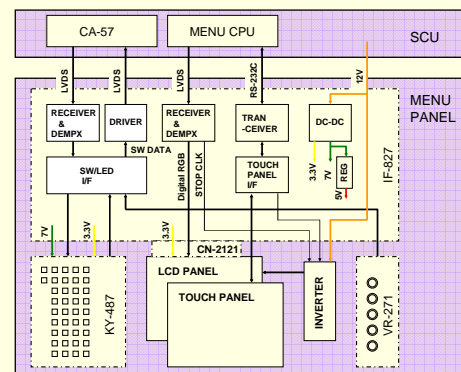 CA-57
MENU CPU
SCU
LVDS
LVDS
LVDS
RS-232C
12V
MENU
PANEL
RECEIVER
& DEMPX
DRIVER
RECEIVER
& DEMPX
TRAN
-CEIVER
DC-DC
IF-827
SW DATA
SW/LED
I/F
Digital RGB
STOP CLK
TOUCH
PANEL
I/F
3.3V
7V
REG
5V
7V
3.3V
3.3V
CN-2121
LCD PANEL
TOUCH PANEL
KY-487
INVERTER
VR-271